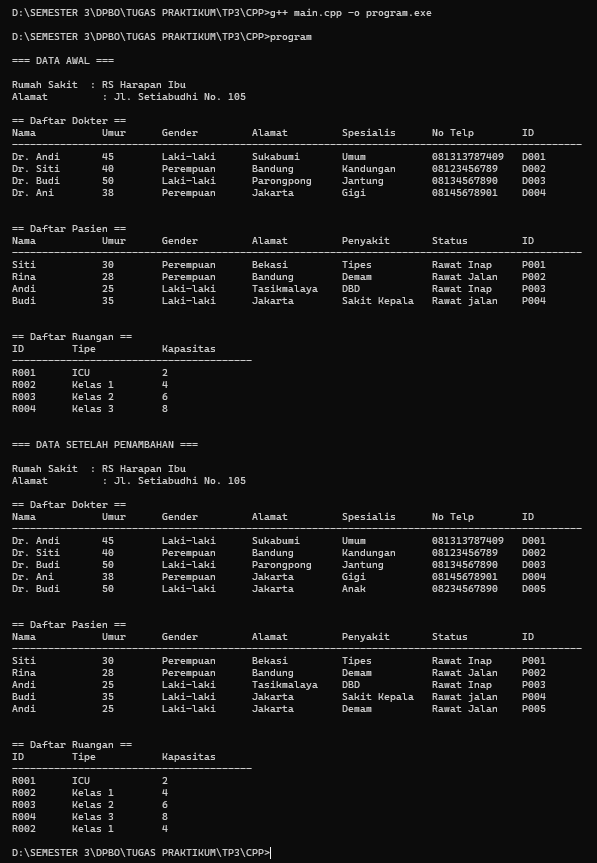 D:\SEMESTER 3\DPBO\TUGAS PRAKTIKUM\TP3\CPP>g++ main.cpp -o program.exe
D:\SEMESTER 3\DPBO\TUGAS PRAKTIKUM\TP3\CPP>program
=== DATA AWAL ===
Rumah Sakit  : RS Harapan Ibu
Alamat         : Jl. Setiabudhi No. 105
== Daftar Dokter ==
Nama           Umur      Gender         Alamat         Spesialis      No Telp        ID
-----------------------------------------------------------------------------------------------
Dr. Andi       45        Laki-laki      Sukabumi       Umum           081313787409   D001
Dr. Siti       40        Perempuan      Bandung        Kandungan      08123456789    D002
Dr. Budi       50        Laki-laki      Parongpong     Jantung        08134567890    D003
Dr. Ani        38        Perempuan      Jakarta        Gigi           08145678901    D004
== Daftar Pasien ==
Nama           Umur      Gender         Alamat         Penyakit       Status         ID
-----------------------------------------------------------------------------------------------
Siti           30        Perempuan      Bekasi         Tipes          Rawat Inap     P001
Rina           28        Perempuan      Bandung        Demam          Rawat Jalan    P002
Andi           25        Laki-laki      Tasikmalaya    DBD            Rawat Inap     P003
Budi           35        Laki-laki      Jakarta        Sakit Kepala   Rawat jalan    P004
== Daftar Ruangan ==
ID        Tipe           Kapasitas
----------------------------------------
R001      ICU            2
R002      Kelas 1        4
R003      Kelas 2        6
R004      Kelas 3        8
=== DATA SETELAH PENAMBAHAN ===
Rumah Sakit  : RS Harapan Ibu
Alamat         : Jl. Setiabudhi No. 105
== Daftar Dokter ==
Nama           Umur      Gender         Alamat         Spesialis      No Telp        ID
-----------------------------------------------------------------------------------------------
Dr. Andi       45        Laki-laki      Sukabumi       Umum           081313787409   D001
Dr. Siti       40        Perempuan      Bandung        Kandungan      08123456789    D002
Dr. Budi       50        Laki-laki      Parongpong     Jantung        08134567890    D003
Dr. Ani        38        Perempuan      Jakarta        Gigi           08145678901    D004
Dr. Budi       50        Laki-laki      Jakarta        Anak           08234567890    D005
== Daftar Pasien ==
Nama           Umur      Gender         Alamat         Penyakit       Status         ID
-----------------------------------------------------------------------------------------------
Siti           30        Perempuan      Bekasi         Tipes          Rawat Inap     P001
Rina           28        Perempuan      Bandung        Demam          Rawat Jalan    P002
Andi           25        Laki-laki      Tasikmalaya    DBD            Rawat Inap     P003
Budi           35        Laki-laki      Jakarta        Sakit Kepala   Rawat jalan    P004
Andi           25        Laki-laki      Jakarta        Demam          Rawat Jalan    P005
== Daftar Ruangan ==
ID        Tipe           Kapasitas
----------------------------------------
R001      ICU            2
R002      Kelas 1        4
R003      Kelas 2        6
R004      Kelas 3        8
R002      Kelas 1        4
D:\SEMESTER 3\DPBO\TUGAS PRAKTIKUM\TP3\CPP>